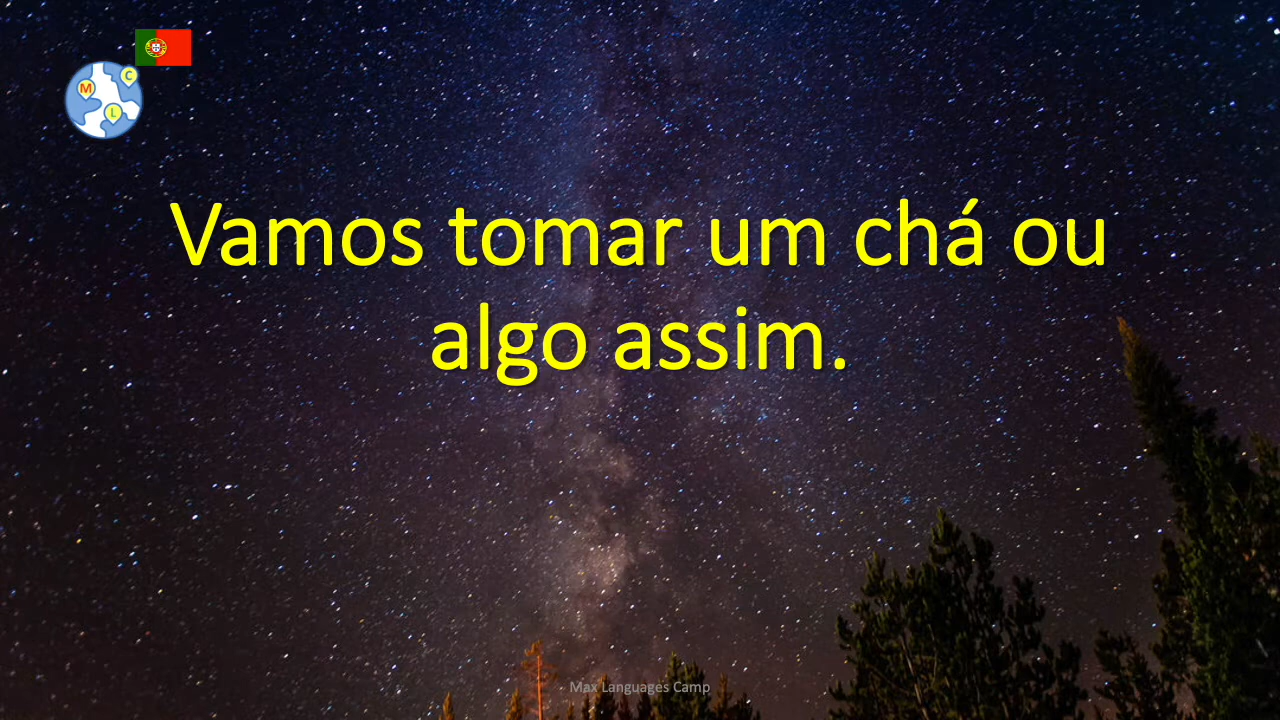 C
M
L
Vamos tomar um chá ou
algo assim.
Max Languages Camp